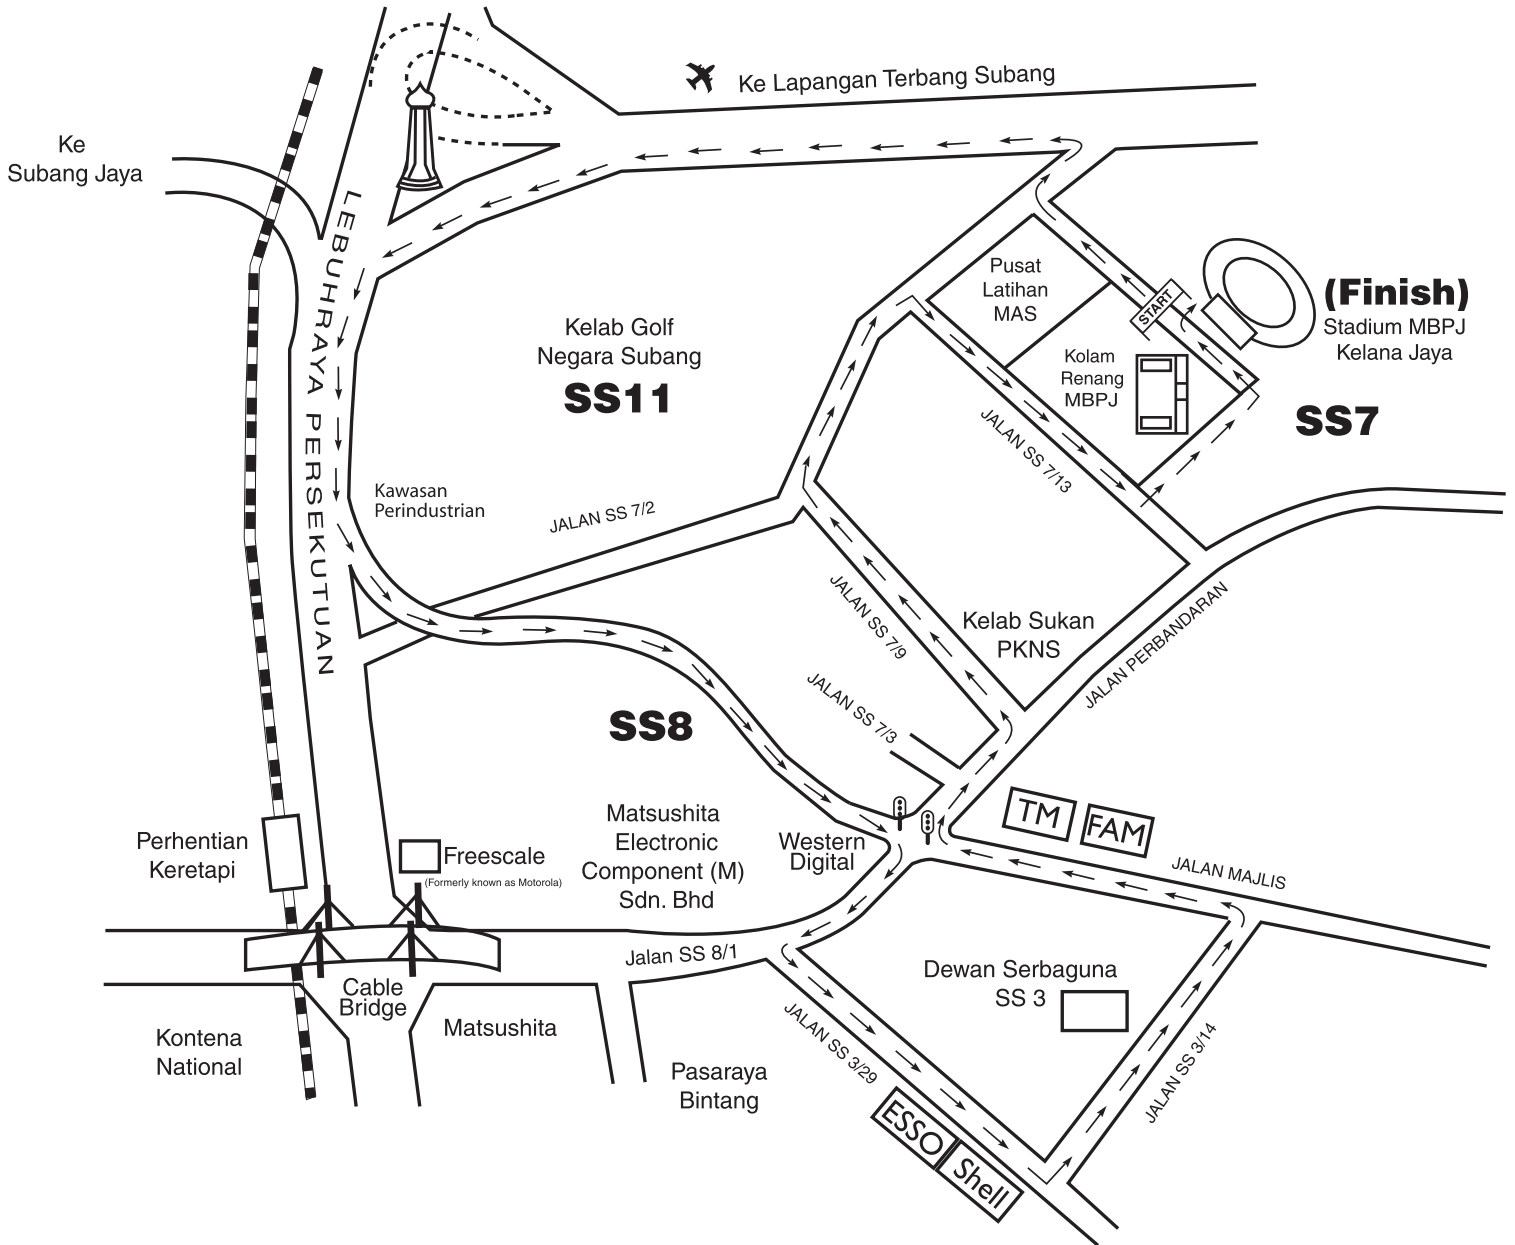 Ke Lapangan Terbang Subang
Ke
Subang Jaya
LEBUHRAYA PERSEKUTUAN
Pusat
Latihan
MAS
START
(Finish)
Stadium MBPJ
Kelana Jaya
Kelab Golf
Negara Subang
SS11
Kolam
Renang
MBPJ
SS7
JALAN SS 7/13
Kawasan
Perindustrian
JALAN SS 7/2
JALAN SS 7/9
Kelab Sukan
PKNS
JALAN PERBANDARAN
JALAN SS 7/3
SS8
TM
FAM
Matsushita
Electronic
Component (M)
Sdn. Bhd
Western
Digital
Perhentian
Keretapi
Freescale
(Formerly known as Motorola)
JALAN MAJLIS
Jalan SS 8/1
Dewan Serbaguna
SS 3
Cable
Bridge
Kontena
National
Matsushita
JALAN SS 3/29
JALAN SS 3/14
Pasaraya
Bintang
ESSO
Shell